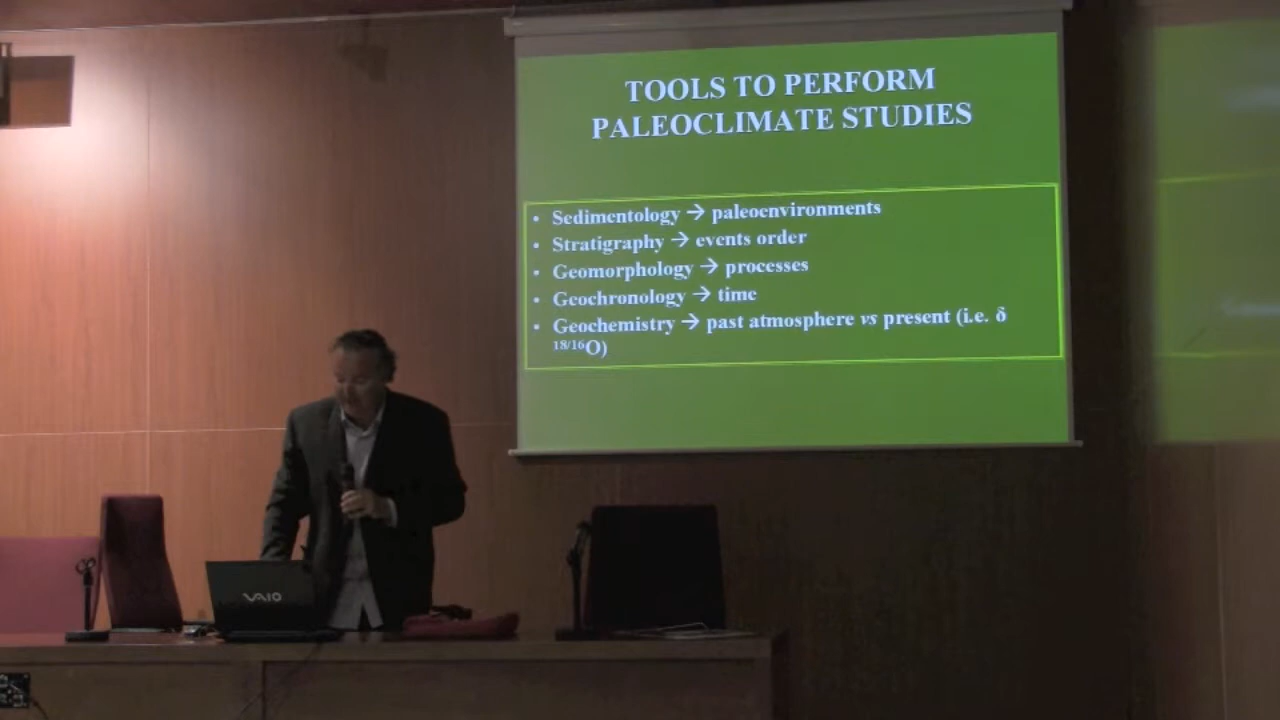 TOOLS TO PERFORM
PALEOCLIMATE STUDIES
• Sedimentology → paleoenvironments
• Stratigraphy → events order
• Geomorphology → processes
• Geochronology → time
• Geochemistry → past atmosphere vs present (i.e. δ
18/16O)
VAIO